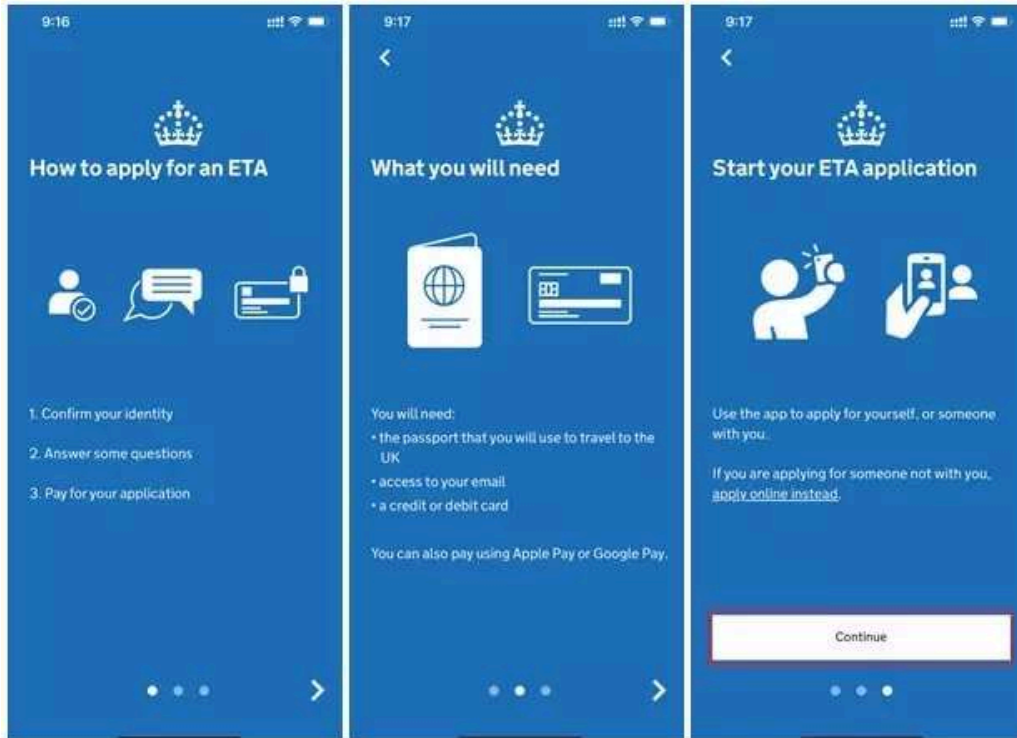 9:16
How to apply for an ETA
1. Confirm your identity
2. Answer some questions
3. Pay for your application
9:17
What you will need
You will need:
• the passport that you will use to travel to the
UK
• access to your email
• a credit or debit card
You can also pay using Apple Pay or Google Pay.
9:17
Start your ETA application
Use the app to apply for yourself, or someone
with you.
If you are applying for someone not with you,
apply online instead.
Continue